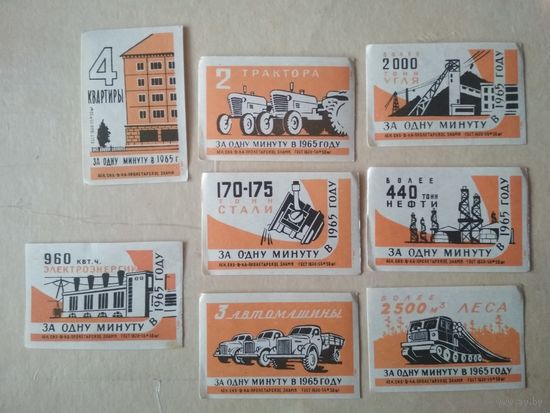 4
КВАРТИРЫ
ЗА ОДНУ МИНУТУ В 1965 Г
2 ТРАКТОРА
ЗА ОДНУ МИНУТУ В 1965 ГОДУ
БОЛЕЕ
2000
ТОНН
УГЛЯ
ЗА ОДНУ МИНУТУ
В 1965 ГОДУ
170-175
ТОНН
СТАЛИ
ЗА ОДНУ МИНУТУ
В 1965 ГОДУ
БОЛЕЕ
440 ТОНН
НЕФТИ
ЗА ОДНУ МИНУТУ
В 1965 ГОДУ
960 КВТ.Ч.
ЭЛЕКТРОЭНЕРГИИ
ЗА ОДНУ МИНУТУ
В 1965 ГОДУ
3 АВТОМАШИНЫ
ЗА ОДНУ МИНУТУ В 1965 ГОДУ
БОЛЕЕ
2500 М³ ЛЕСА
ЗА ОДНУ МИНУТУ В 1965 ГОДУ